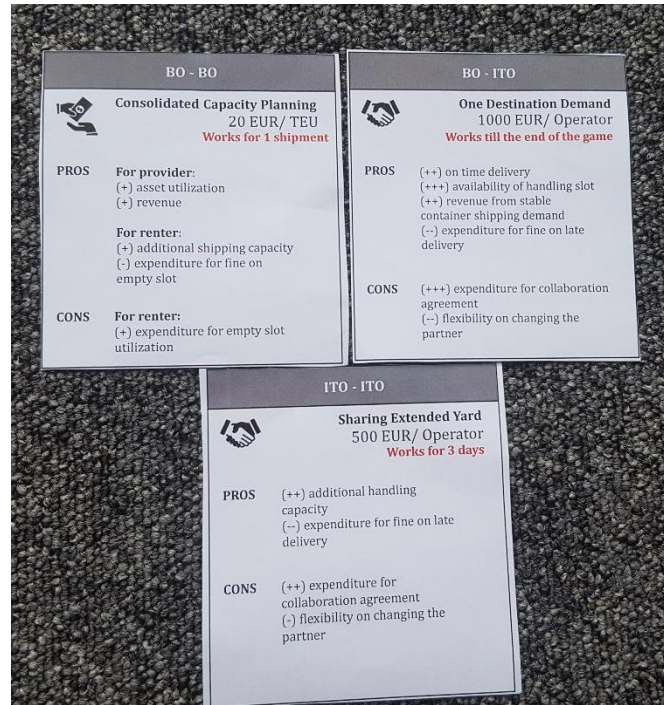 BO - BO
Consolidated Capacity Planning
20 EUR/ TEU
Works for 1 shipment
PROS
For provider:
(+) asset utilization
(+) revenue
For renter:
(+) additional shipping capacity
(-) expenditure for fine on
empty slot
CONS
For renter:
(+) expenditure for empty slot
utilization
BO - ITO
One Destination Demand
1000 EUR/ Operator
Works till the end of the game
PROS
(++) on time delivery
(+++) availability of handling slot
(++) revenue from stable
container shipping demand
(--) expenditure for fine on late
delivery
CONS
(+++) expenditure for collaboration
agreement
(--) flexibility on changing the
partner
ITO - ITO
Sharing Extended Yard
500 EUR/ Operator
Works for 3 days
PROS
(++) additional handling
capacity
(--) expenditure for fine on late
delivery
CONS
(++) expenditure for
collaboration agreement
(-) flexibility on changing the
partner